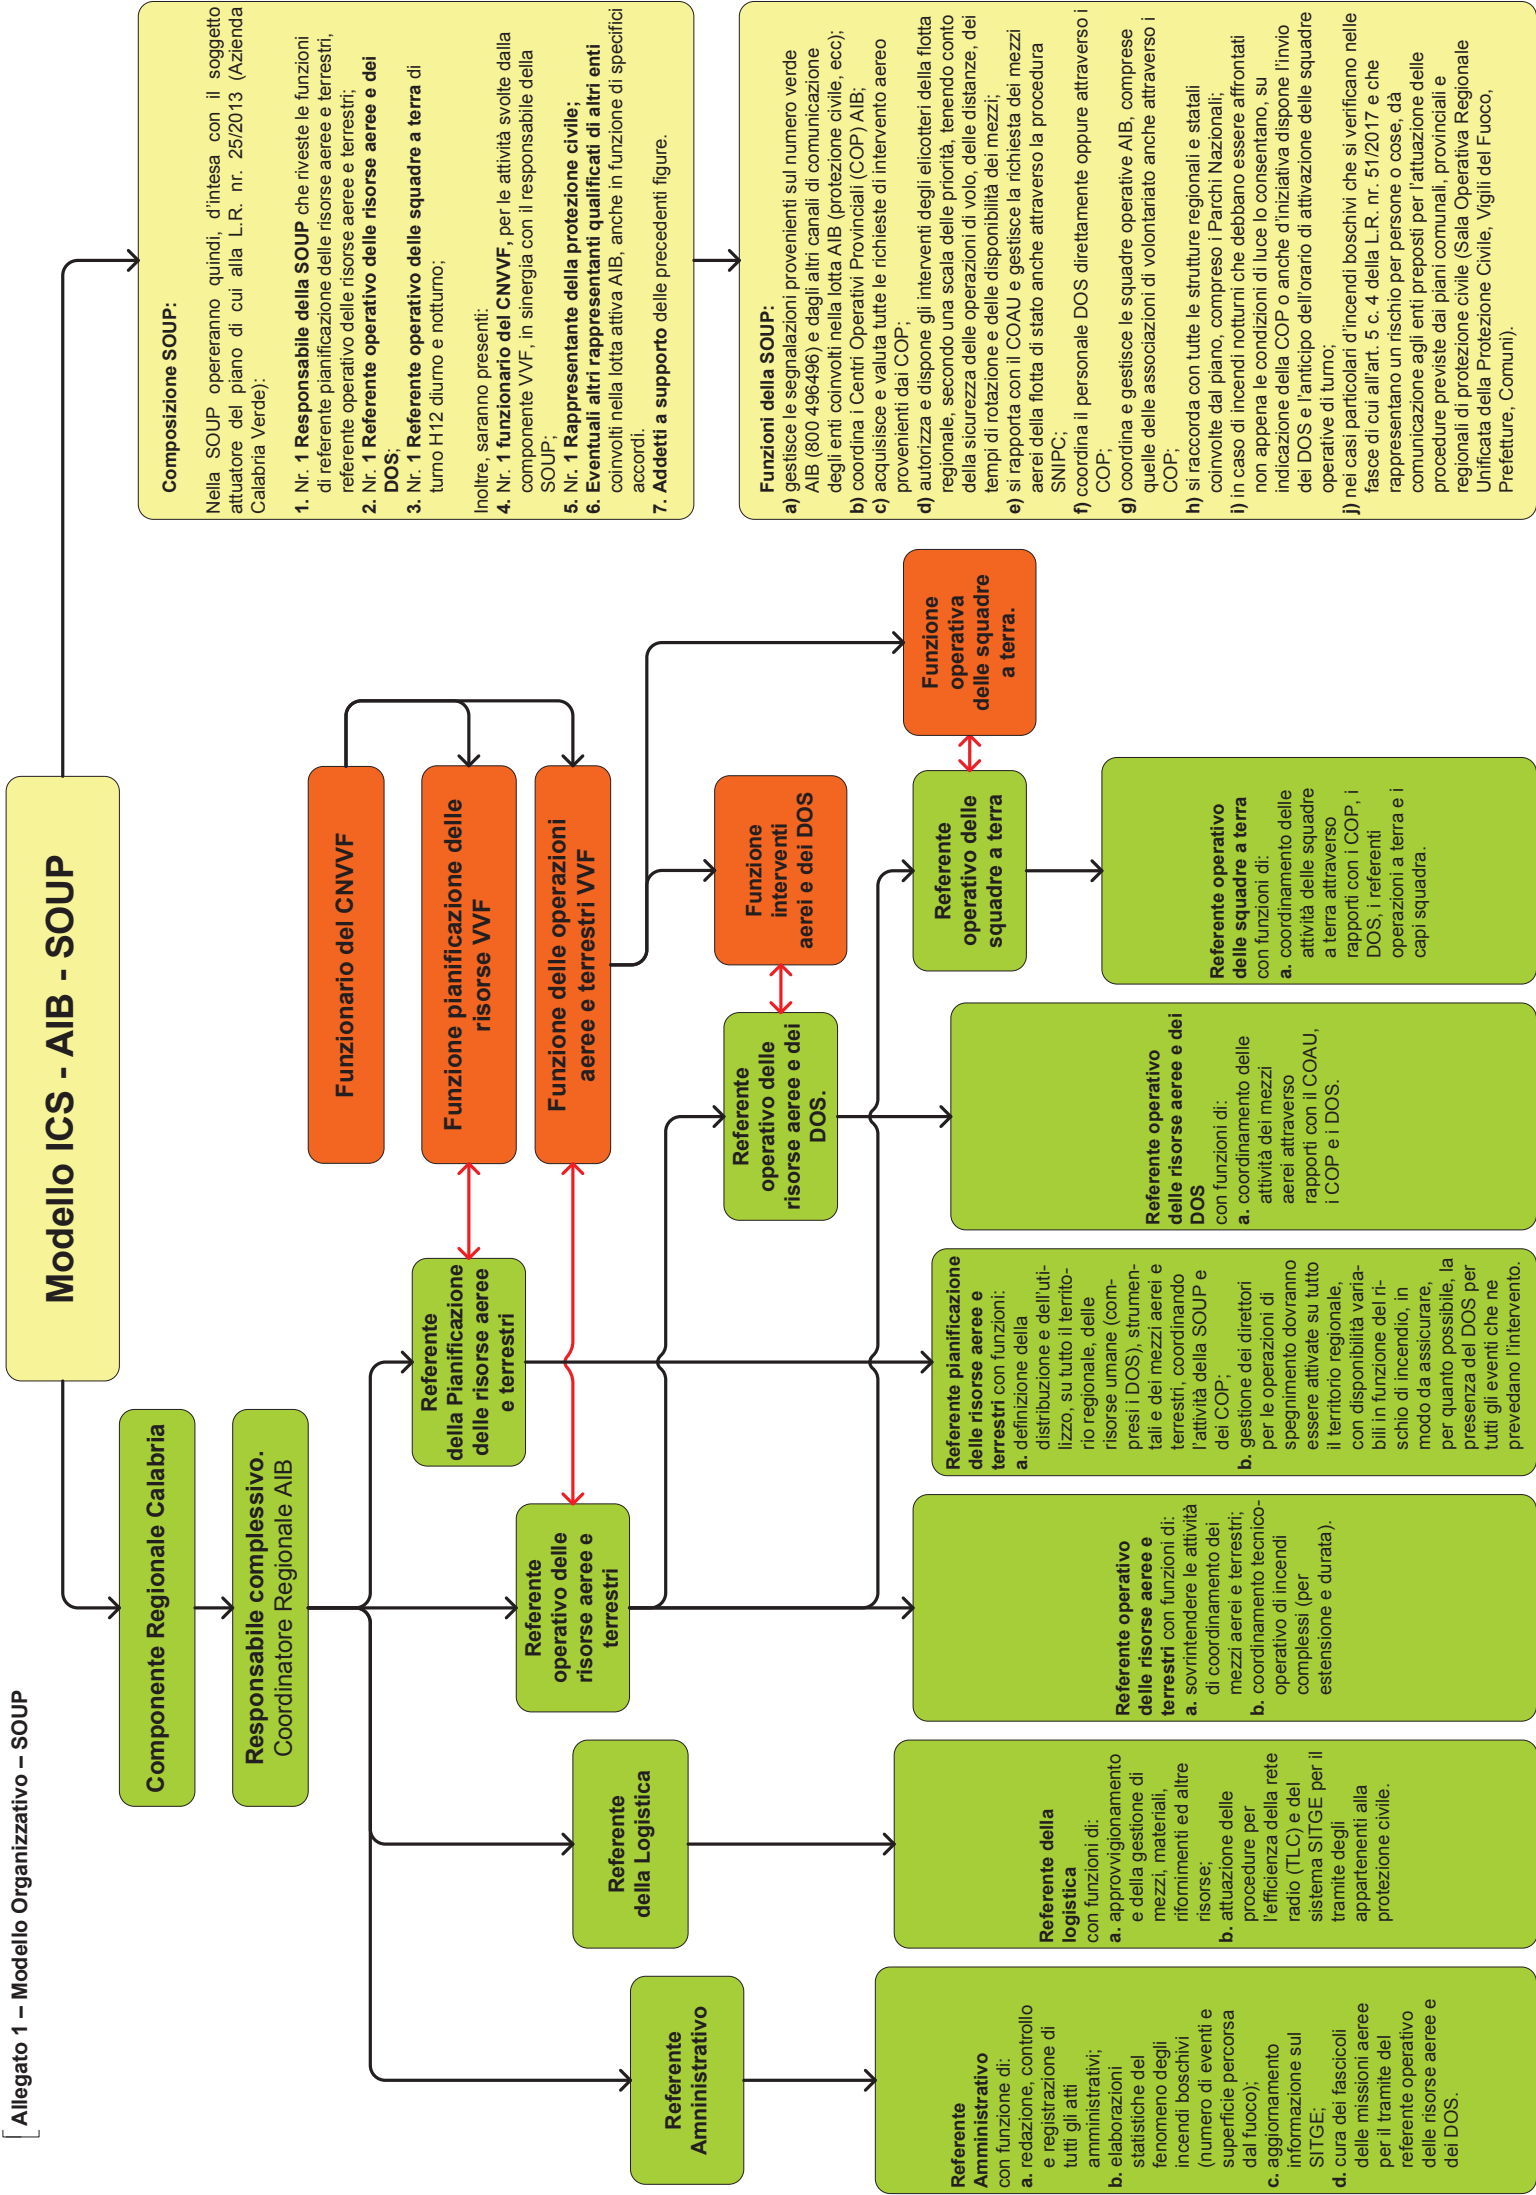 Allegato 1 – Modello Organizzativo – SOUP
Modello ICS - AIB - SOUP
Componente Regionale Calabria
Responsabile complessivo.
Coordinatore Regionale AIB
Funzionario del CNVVF
Funzione pianificazione delle
risorse VVF
Funzione delle operazioni
aeree e terrestri VVF
Referente
della Pianificazione
delle risorse aeree
e terrestri
Referente
operativo delle
risorse aeree e
terrestri
Referente
della Logistica
Referente
Amministrativo
Referente
operativo delle
risorse aeree e dei
DOS.
Funzione
interventi
aerei e dei DOS
Referente
operativo delle
squadre a terra
Funzione
operativa
delle squadre
a terra.
Referente
Amministrativo
con funzione di:
a. redazione, controllo
e registrazione di
tutti gli atti
amministrativi;
b. elaborazioni
statistiche del
fenomeno degli
incendi boschivi
(numero di eventi e
superficie percorsa
dal fuoco);
c. aggiornamento
informazione sul
SITGE;
d. cura dei fascicoli
delle missioni aeree
per il tramite del
referente operativo
delle risorse aeree e
dei DOS.
Referente della
logistica
con funzioni di:
a. approvvigionamento
e della gestione di
mezzi, materiali,
rifornimenti ed altre
risorse;
b. attuazione delle
procedure per
l'efficienza della rete
radio (TLC) e del
sistema SITGE per il
tramite degli
appartenenti alla
protezione civile.
Referente operativo
delle risorse aeree e
terrestri con funzioni di:
a. sovrintendere le attività
di coordinamento dei
mezzi aerei e terrestri;
b. coordinamento tecnico-
operativo di incendi
complessi (per
estensione e durata).
Referente pianificazione
delle risorse aeree e
terrestri con funzioni:
a. definizione della
distribuzione e dell'uti-
lizzo, su tutto il territo-
rio regionale, delle
risorse umane (com-
presi i DOS), strumen-
tali e dei mezzi aerei e
terrestri, coordinando
l'attività della SOUP e
dei COP;
b. gestione dei direttori
per le operazioni di
spegnimento dovranno
essere attivate su tutto
il territorio regionale,
con disponibilità varia-
bili in funzione del ri-
schio di incendio, in
modo da assicurare,
per quanto possibile, la
presenza del DOS per
tutti gli eventi che ne
prevedano l'intervento.
Referente operativo
delle risorse aeree e dei
DOS
con funzioni di:
a. coordinamento delle
attività dei mezzi
aerei attraverso
rapporti con il COAU,
i COP e i DOS.
Referente operativo
delle squadre a terra
con funzioni di:
a. coordinamento delle
attività delle squadre
a terra attraverso
rapporti con i COP, i
DOS, i referenti
operazioni a terra e i
capi squadra.
Composizione SOUP:
Nella SOUP opereranno quindi, d'intesa con il soggetto
attuatore del piano di cui alla L.R. nr. 25/2013 (Azienda
Calabria Verde):
1. Nr. 1 Responsabile della SOUP che riveste le funzioni
di referente pianificazione delle risorse aeree e terrestri,
referente operativo delle risorse aeree e terrestri;
2. Nr. 1 Referente operativo delle risorse aeree e dei
DOS;
3. Nr. 1 Referente operativo delle squadre a terra di
turno H12 diurno e notturno;
Inoltre, saranno presenti:
4. Nr. 1 funzionario del CNVVF, per le attività svolte dalla
componente VVF, in sinergia con il responsabile della
SOUP;
5. Nr. 1 Rappresentante della protezione civile;
6. Eventuali altri rappresentanti qualificati di altri enti
coinvolti nella lotta attiva AIB, anche in funzione di specifici
accordi.
7. Addetti a supporto delle precedenti figure.
Funzioni della SOUP:
a) gestisce le segnalazioni provenienti sul numero verde
AIB (800 496496) e dagli altri canali di comunicazione
degli enti coinvolti nella lotta AIB (protezione civile, ecc);
b) coordina i Centri Operativi Provinciali (COP) AIB;
c) acquisisce e valuta tutte le richieste di intervento aereo
provenienti dai COP;
d) autorizza e dispone gli interventi degli elicotteri della flotta
regionale, secondo una scala delle priorità, tenendo conto
della sicurezza delle operazioni di volo, delle distanze, dei
tempi di rotazione e delle disponibilità dei mezzi;
e) si rapporta con il COAU e gestisce la richiesta dei mezzi
aerei della flotta di stato anche attraverso la procedura
SNIPC;
f) coordina il personale DOS direttamente oppure attraverso i
COP;
g) coordina e gestisce le squadre operative AIB, comprese
quelle delle associazioni di volontariato anche attraverso i
COP;
h) si raccorda con tutte le strutture regionali e statali
coinvolte dal piano, compreso i Parchi Nazionali;
i) in caso di incendi notturni che debbano essere affrontati
non appena le condizioni di luce lo consentano, su
indicazione della COP o anche d'iniziativa dispone l'invio
dei DOS e l'anticipo dell'orario di attivazione delle squadre
operative di turno;
j) nei casi particolari d'incendi boschivi che si verificano nelle
fasce di cui all'art. 5 c. 4 della L.R. nr. 51/2017 e che
rappresentano un rischio per persone o cose, dà
comunicazione agli enti preposti per l'attuazione delle
procedure previste dai piani comunali, provinciali e
regionali di protezione civile (Sala Operativa Regionale
Unificata della Protezione Civile, Vigili del Fuoco,
Prefetture, Comuni).